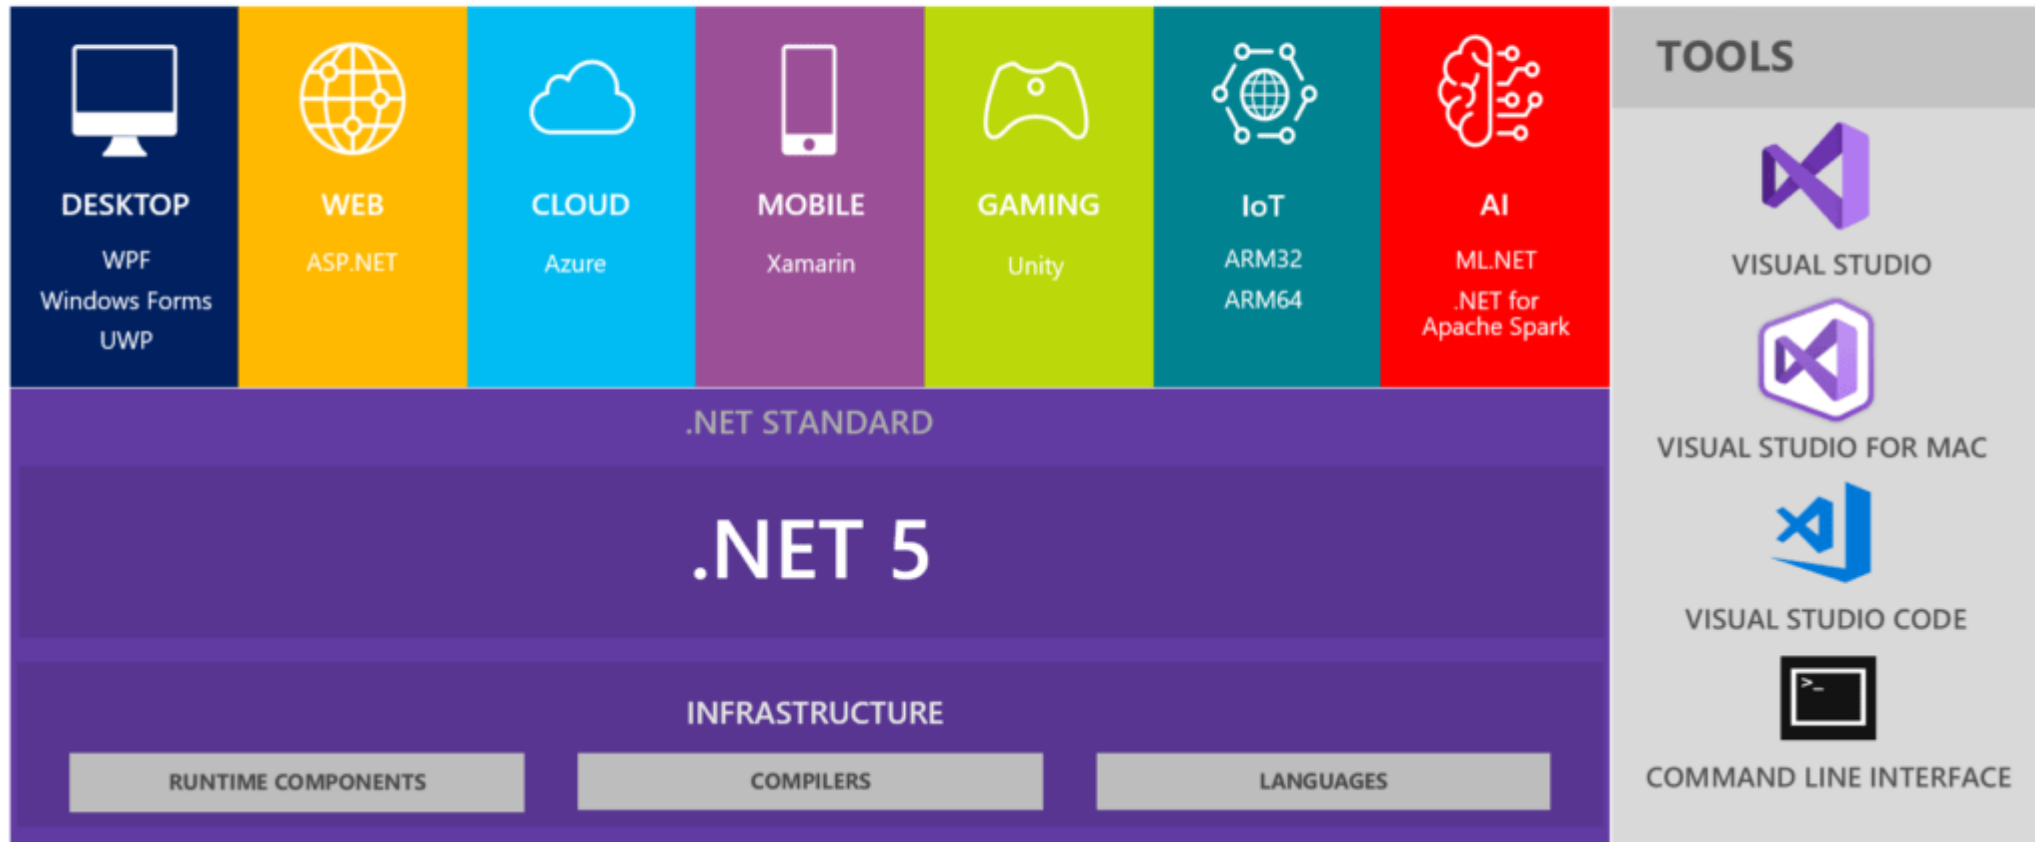 DESKTOP
WPF
Windows Forms
UWP
WEB
ASP.NET
CLOUD
Azure
MOBILE
Xamarin
GAMING
Unity
IoT
ARM32
ARM64
AI
ML.NET
.NET for
Apache Spark
.NET STANDARD
.NET 5
INFRASTRUCTURE
RUNTIME COMPONENTS
COMPILERS
LANGUAGES
TOOLS
VISUAL STUDIO
VISUAL STUDIO FOR MAC
VISUAL STUDIO CODE
>_
COMMAND LINE INTERFACE